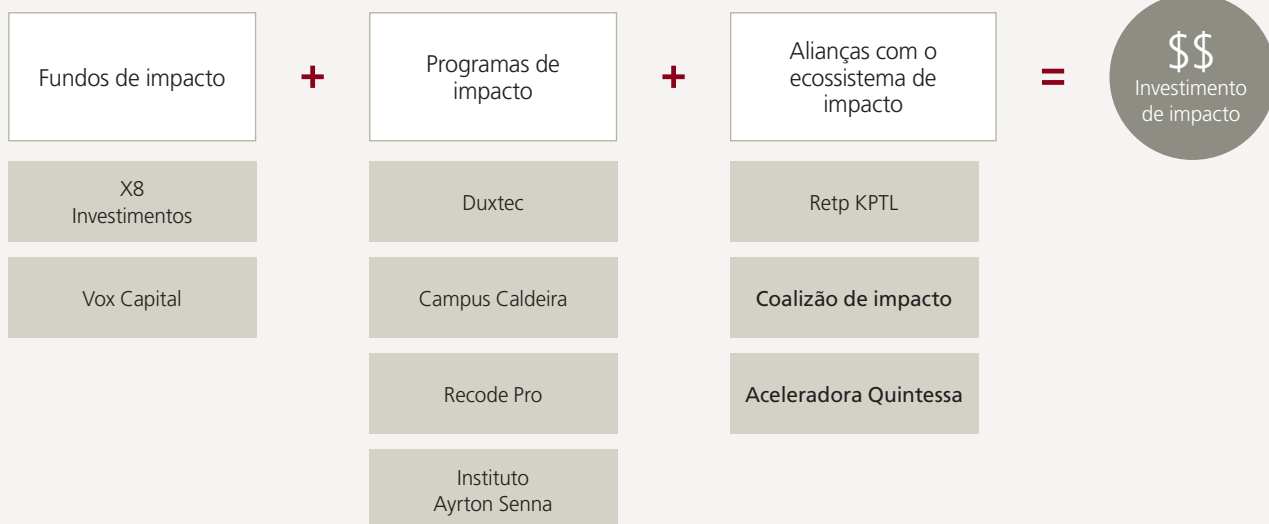 Fundos de impacto
+
Programas de
impacto
+
Alianças com o
ecossistema de
impacto
=
$$
Investimento
de impacto
X8
Investimentos
Vox Capital
Duxtec
Campus Caldeira
Recode Pro
Instituto
Ayrton Senna
Retp KPTL
Coalizão de impacto
Aceleradora Quintessa